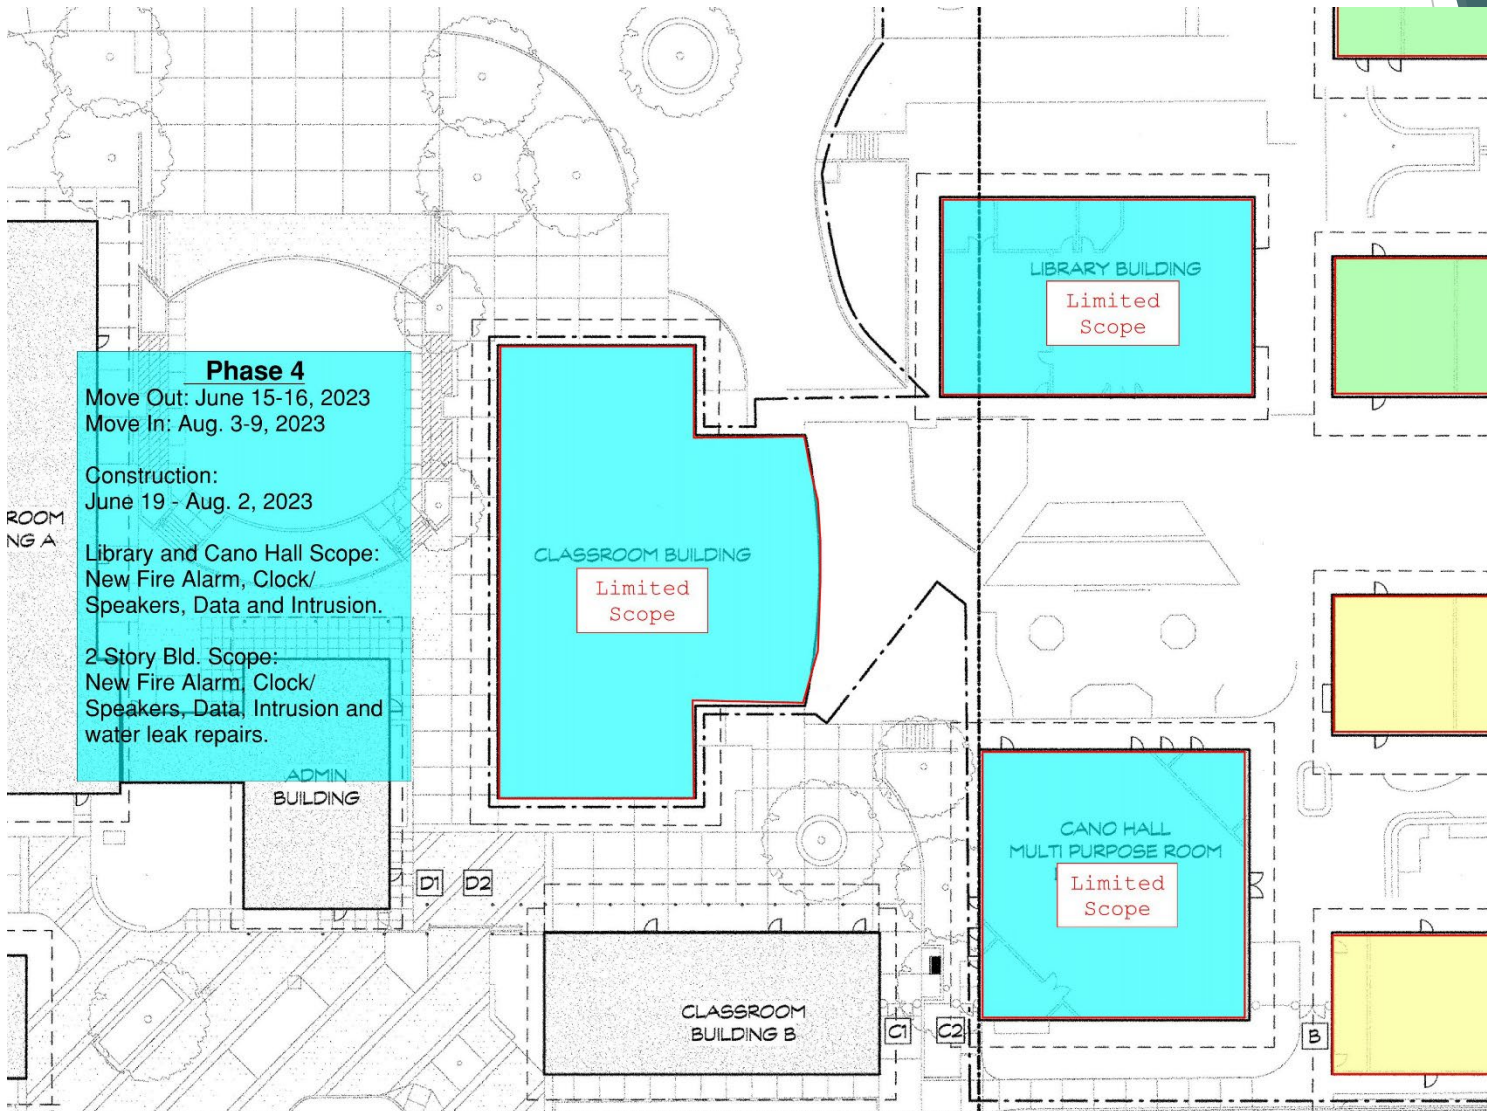 LIBRARY BUILDING
Limited
Scope
Phase 4
Move Out: June 15-16, 2023
Move In: Aug. 3-9, 2023
Construction:
June 19 - Aug. 2, 2023
Library and Cano Hall Scope:
New Fire Alarm, Clock/
Speakers, Data and Intrusion.
2 Story Bld. Scope:
New Fire Alarm, Clock/
Speakers, Data, Intrusion and
water leak repairs.
ROOM
NG A
CLASSROOM BUILDING
Limited
Scope
ADMIN
BUILDING
CANO HALL
MULTI PURPOSE ROOM
Limited
Scope
D1
D2
CLASSROOM
BUILDING B
C1
C2
B